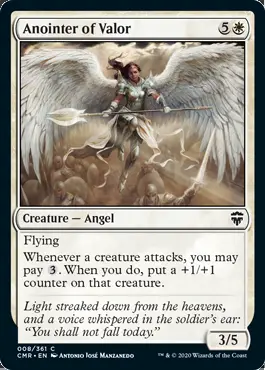 Anointer of Valor 5
Creature — Angel
Flying
Whenever a creature attacks, you may
pay 3. When you do, put a +1/+1
counter on that creature.
Light streaked down from the heavens,
and a voice whispered in the soldier's ear:
"You shall not fall today."
3/5
008/361 C
CMR • EN Antonio José Manzanedo
™ & © 2020 Wizards of the Coast